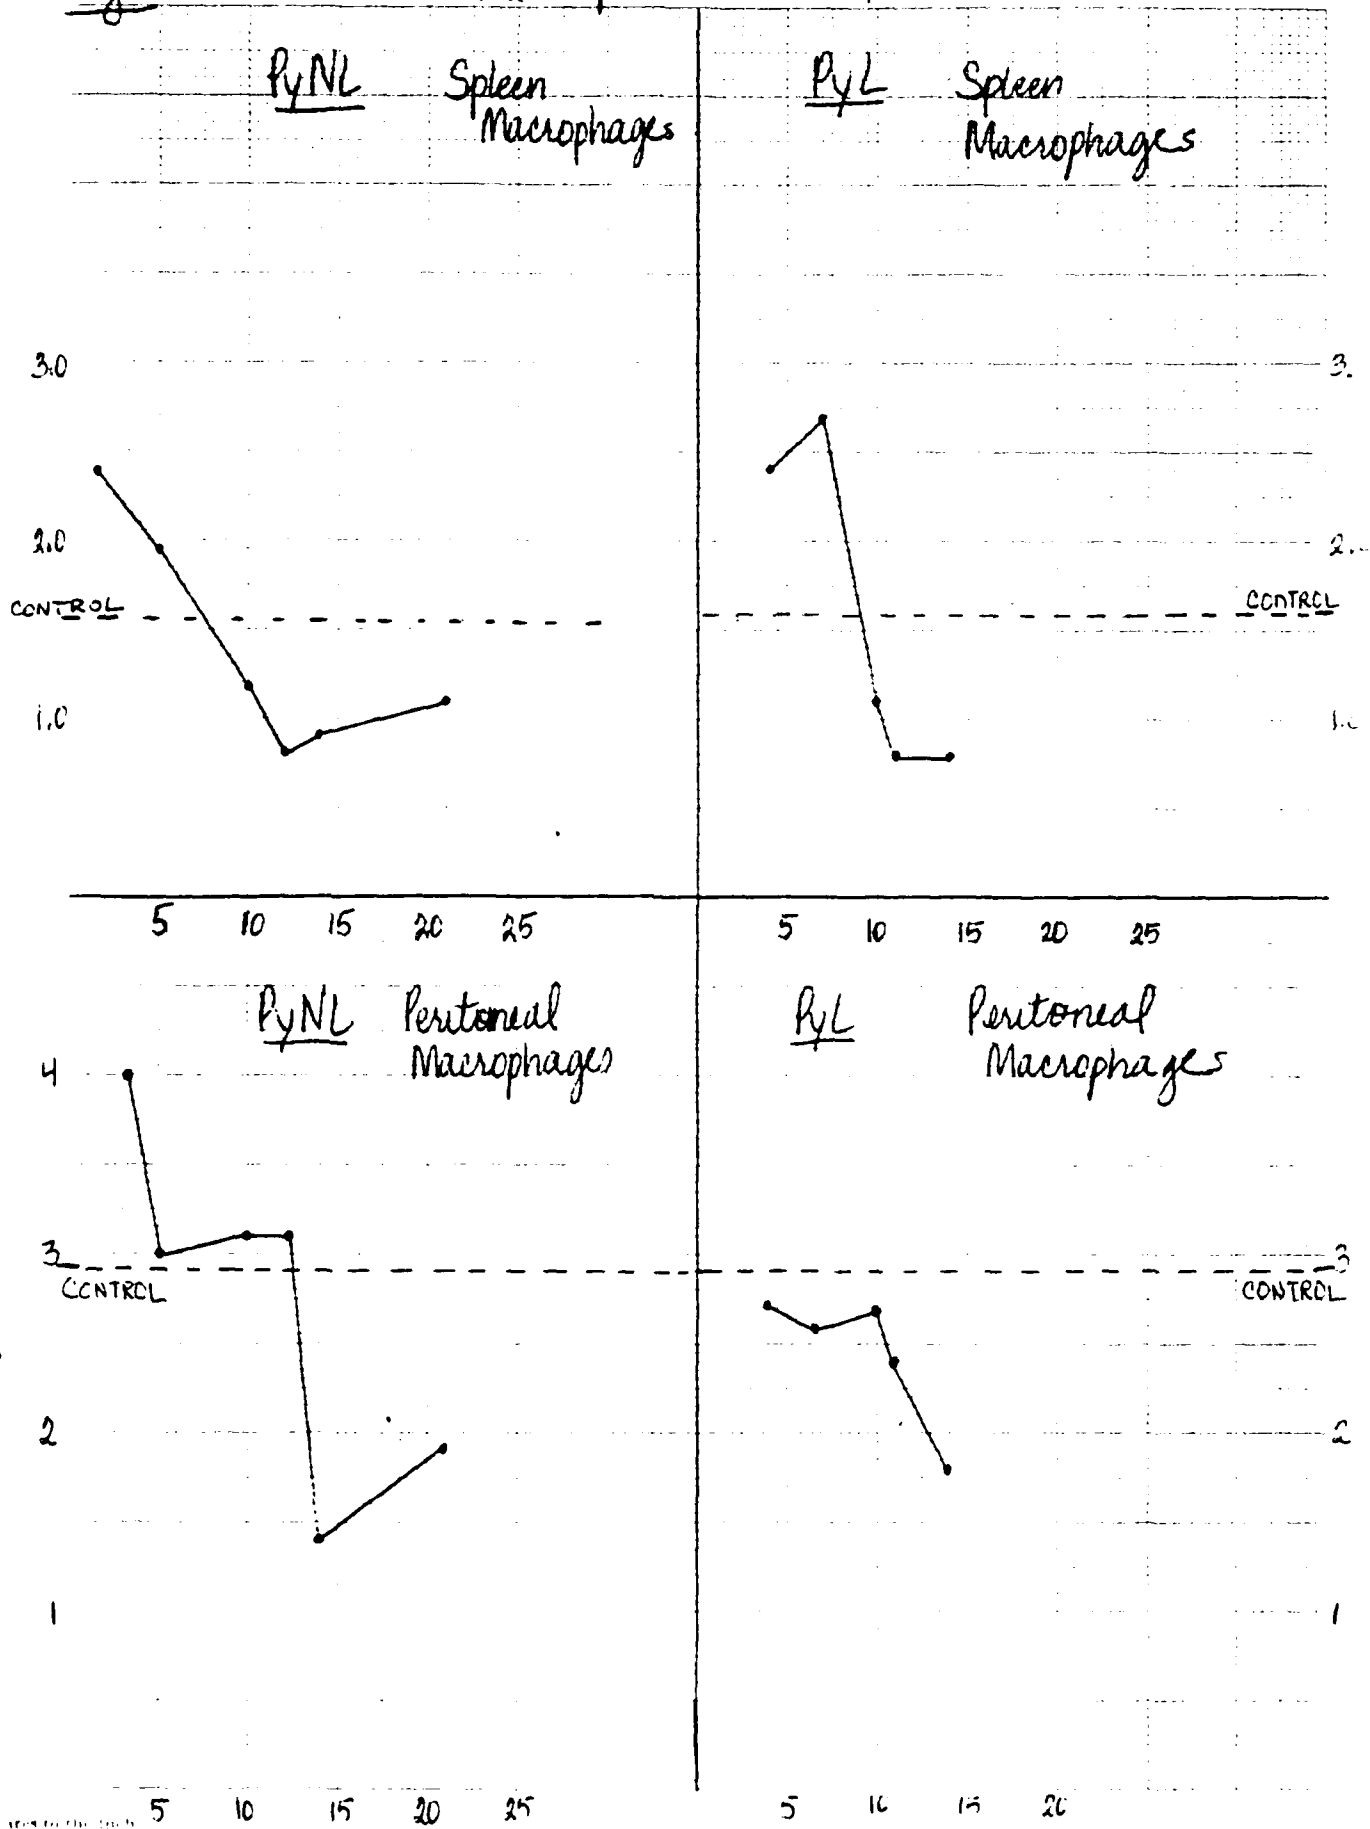 PyNL Spleen
Macrophages
PyL Spleen
Macrophages
3.0
2.0
CONTROL
1.0
3.
2.
CONTROL
1.
5 10 15 20 25
5 10 15 20 25
PyNL Peritoneal
Macrophages
PyL Peritoneal
Macrophages
4
3
CONTROL
2
1
3
CONTROL
2
1
5 10 15 20 25
5 10 15 20